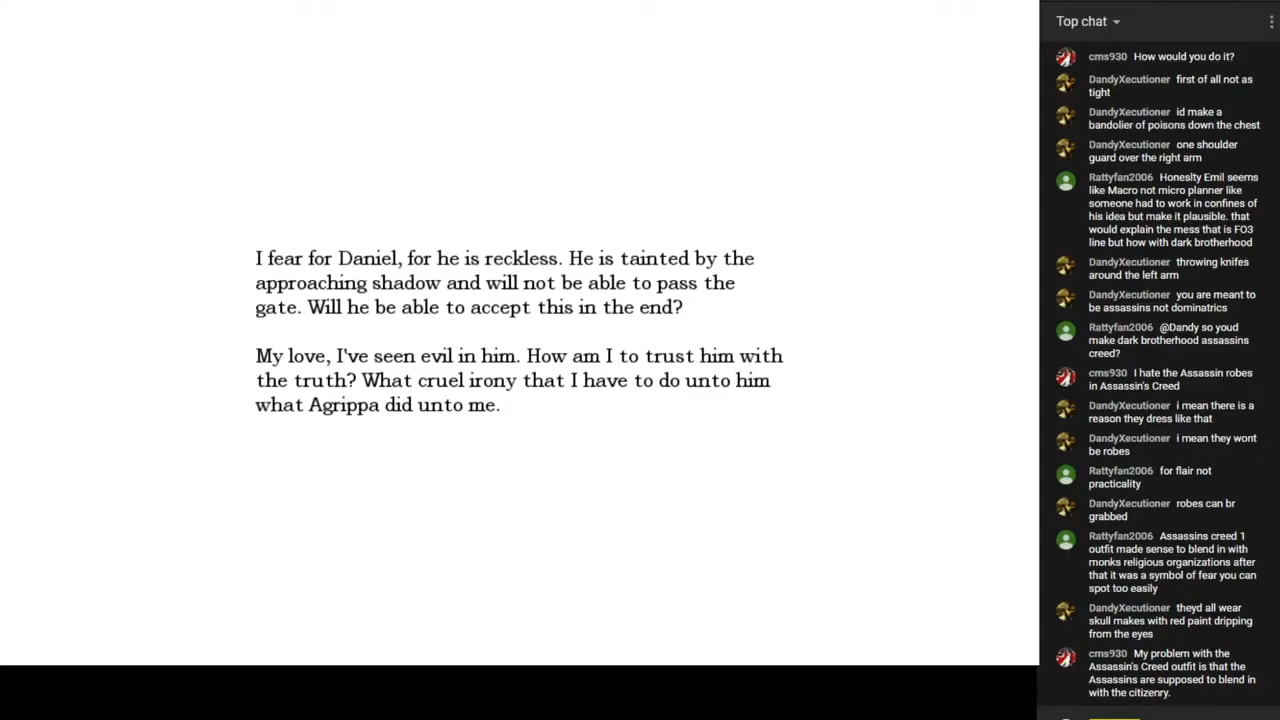 I fear for Daniel, for he is reckless. He is tainted by the
approaching shadow and will not be able to pass the
gate. Will he be able to accept this in the end?
My love, I've seen evil in him. How am I to trust him with
the truth? What cruel irony that I have to do unto him
what Agrippa did unto me.
Top chat
cms930 How would you do it?
DandyXecutioner first of all not as
tight
DandyXecutioner id make a
bandolier of poisons down the chest
DandyXecutioner one shoulder
guard over the right arm
Rattyfan2006 Honeslty Emil seems
like Macro not micro planner like
someone had to work in confines of
his idea but make it plausible. that
would explain the mess that is FO3
line but how with dark brotherhood
DandyXecutioner throwing knifes
around the left arm
DandyXecutioner you are meant to
be assassins not dominatrics
Rattyfan2006 @Dandy so youd
make dark brotherhood assassins
creed?
cms930 I hate the Assassin robes
in Assassin's Creed
DandyXecutioner i mean there is a
reason they dress like that
DandyXecutioner i mean they wont
be robes
Rattyfan2006 for flair not
practicality
DandyXecutioner robes can br
grabbed
Rattyfan2006 Assassins creed 1
outfit made sense to blend in with
monks religious organizations after
that it was a symbol of fear you can
spot too easily
DandyXecutioner theyd all wear
skull makes with red paint dripping
from the eyes
cms930 My problem with the
Assassin's Creed outfit is that the
Assassins are supposed to blend in
with the citizenry.